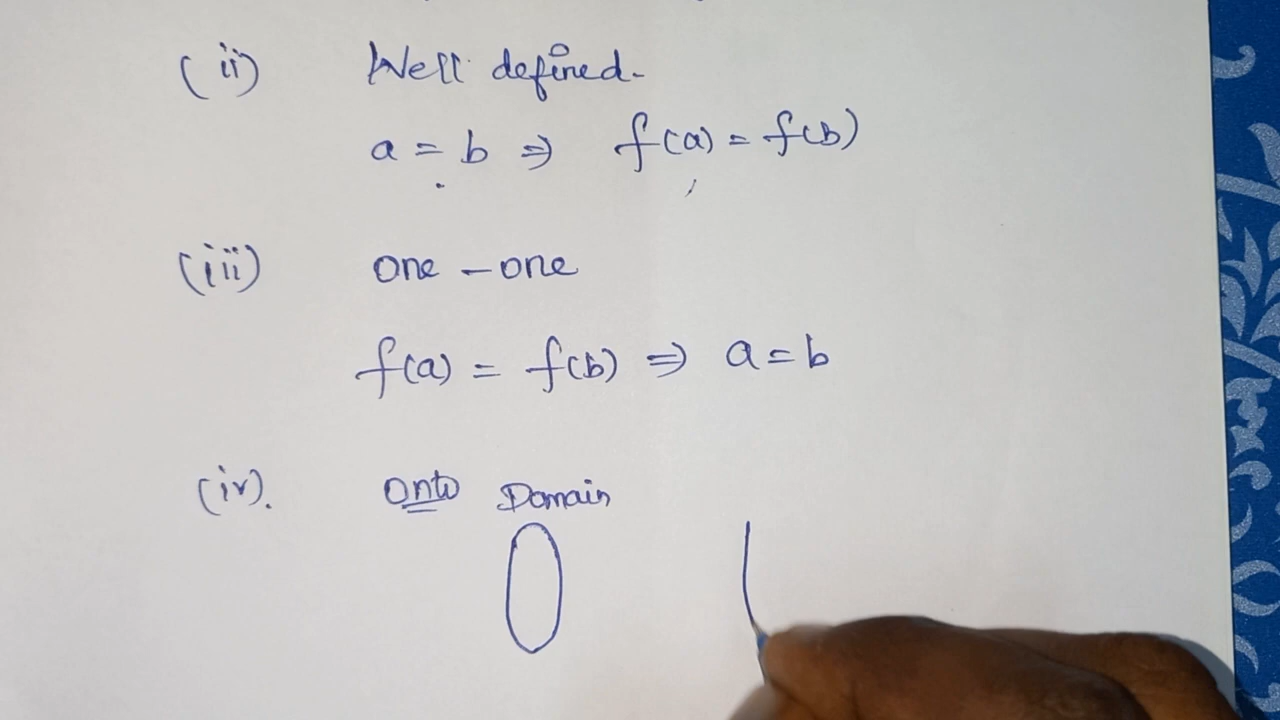 (ii) Well defined.
a = b ⇒ f(a) = f(b)
(iii) one - one
f(a) = f(b) ⇒ a = b
(iv). Onto Domain